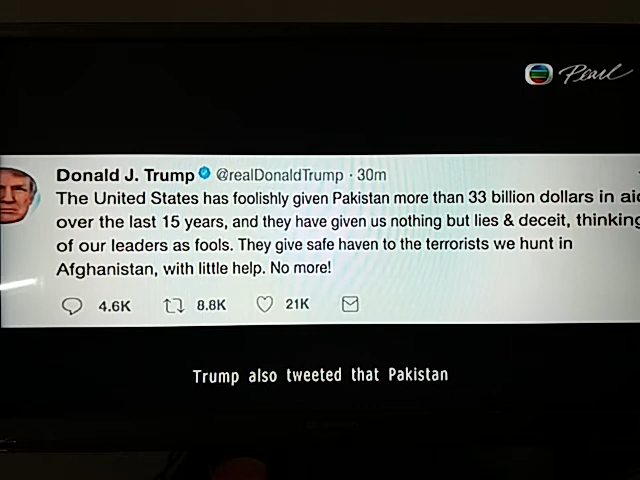 Pearl
Donald J. Trump @realDonaldTrump · 30m
The United States has foolishly given Pakistan more than 33 billion dollars in aid
over the last 15 years, and they have given us nothing but lies & deceit, thinking
of our leaders as fools. They give safe haven to the terrorists we hunt in
Afghanistan, with little help. No more!
4.6K 8.8K 21K
Trump also tweeted that Pakistan